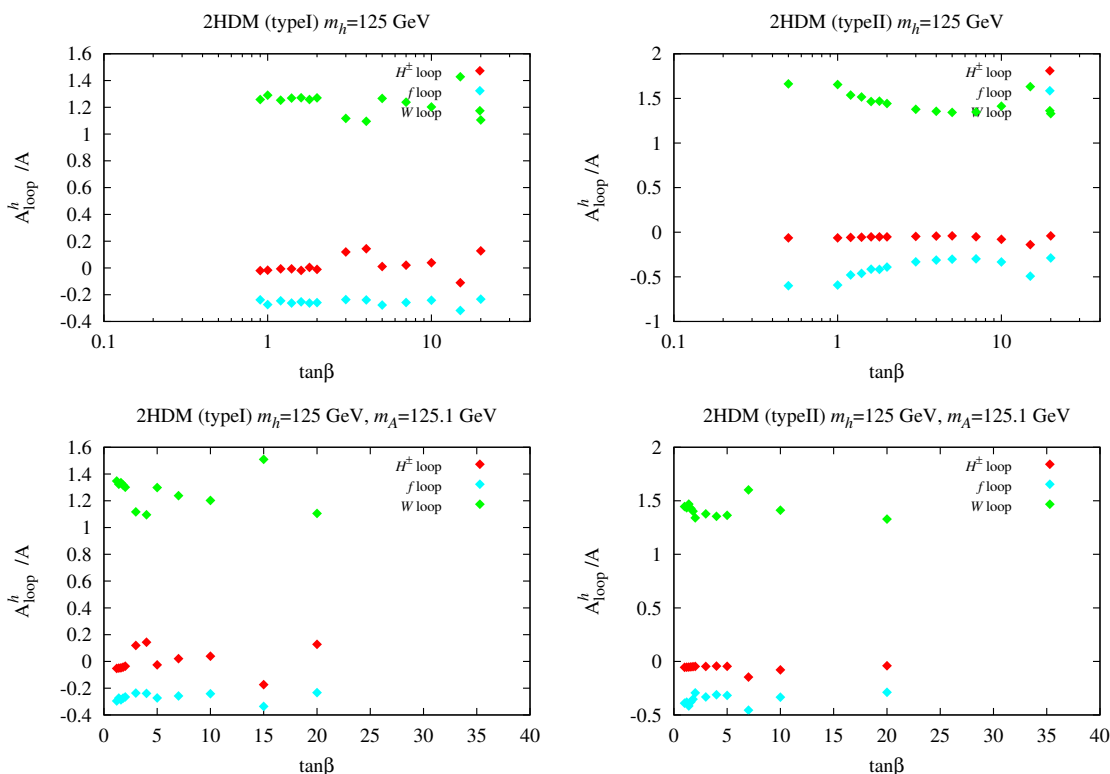 2HDM (typeI) m_h=125 GeV
1.6
1.4
1.2
1
0.8
0.6
0.4
0.2
0
-0.2
-0.4
A^h_loop /A
H± loop
f loop
W loop
0.1 1 10
tanβ
2HDM (typeII) m_h=125 GeV
2
1.5
1
0.5
0
-0.5
-1
A^h_loop /A
H± loop
f loop
W loop
0.1 1 10
tanβ
2HDM (typeI) m_h=125 GeV, m_A=125.1 GeV
1.6
1.4
1.2
1
0.8
0.6
0.4
0.2
0
-0.2
-0.4
A^h_loop /A
H± loop
f loop
W loop
0 5 10 15 20 25 30 35 40
tanβ
2HDM (typeII) m_h=125 GeV, m_A=125.1 GeV
2
1.5
1
0.5
0
-0.5
A^h_loop /A
H± loop
f loop
W loop
0 5 10 15 20 25 30 35 40
tanβ